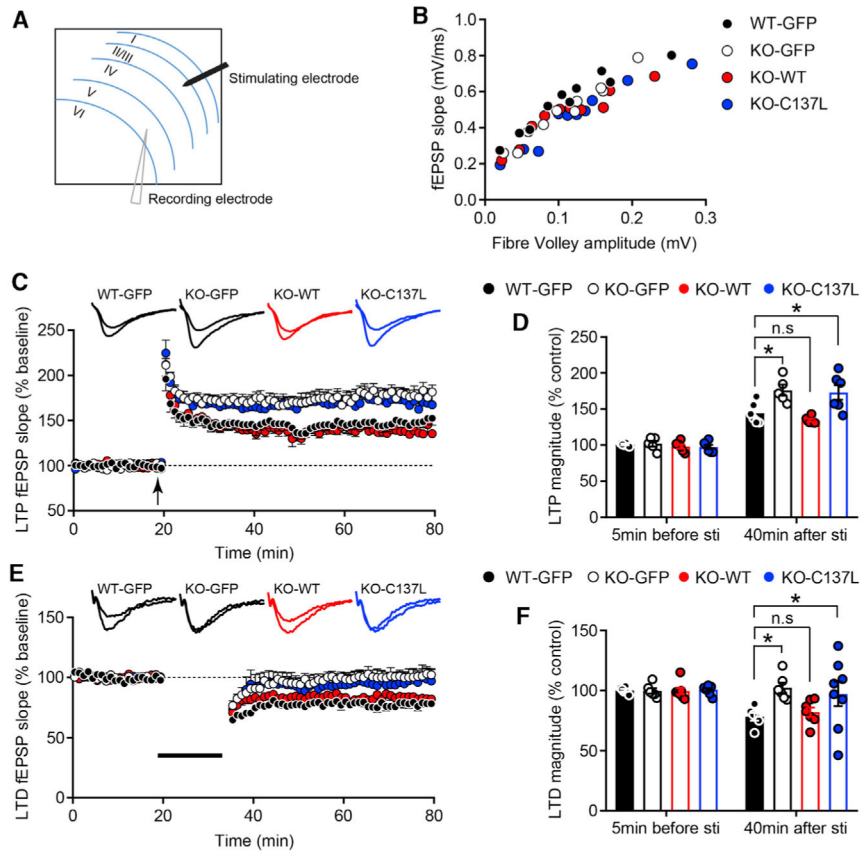 A
I
II/III
IV
V
VI
Stimulating electrode
Recording electrode
B
fEPSP slope (mV/ms)
1.0
0.8
0.6
0.4
0.2
0.0
0.0 0.1 0.2 0.3
Fibre Volley amplitude (mV)
WT-GFP
KO-GFP
KO-WT
KO-C137L
C
WT-GFP KO-GFP KO-WT KO-C137L
LTP fEPSP slope (% baseline)
250
200
150
100
50
0 20 40 60 80
Time (min)
WT-GFP KO-GFP KO-WT KO-C137L
D
LTP magnitude (% control)
250
200
150
100
50
0
*
n.s
*
5min before sti 40min after sti
E
WT-GFP KO-GFP KO-WT KO-C137L
LTD fEPSP slope (% baseline)
150
100
50
0
0 20 40 60 80
Time (min)
WT-GFP KO-GFP KO-WT KO-C137L
F
LTD magnitude (% control)
150
100
50
0
*
n.s
*
5min before sti 40min after sti